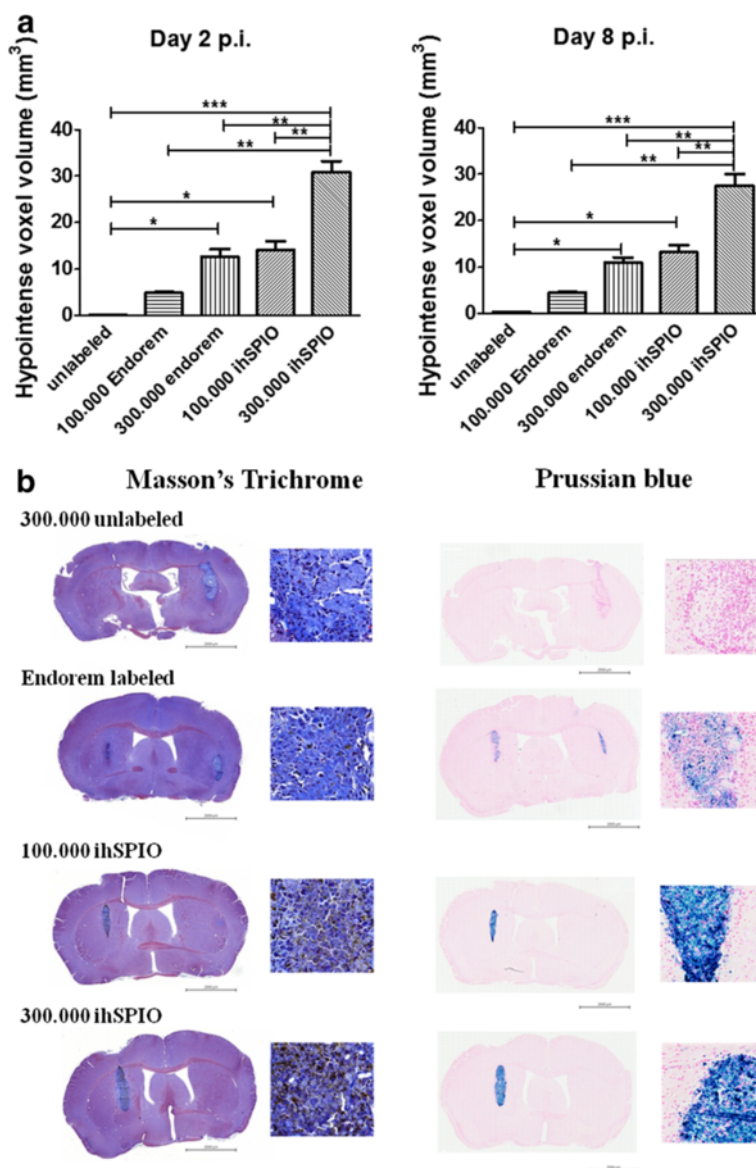 a
Day 2 p.i.
Hypointense voxel volume (mm³)
40
30
20
10
0
***
**
**
**
*
*
unlabeled
100.000 Endorem
300.000 endorem
100.000 ihSPIO
300.000 ihSPIO
Day 8 p.i.
Hypointense voxel volume (mm³)
40
30
20
10
0
***
**
**
**
*
*
unlabeled
100.000 Endorem
300.000 endorem
100.000 ihSPIO
300.000 ihSPIO
b
Masson's Trichrome
Prussian blue
300.000 unlabeled
Endorem labeled
100.000 ihSPIO
300.000 ihSPIO